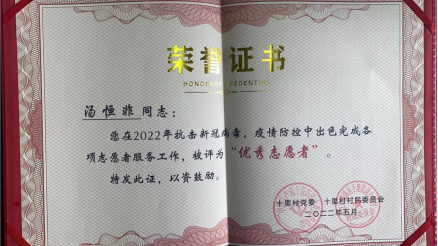 荣誉证书
HONORARY CREDENTIAL
汤恒非 同志：
您在2022年抗击新冠病毒，疫情防控中出色完成各
项志愿者服务工作，被评为“优秀志愿者”。
特发此证，以资鼓励。
十里村党委 十里村村民委员会
二〇二二年五月